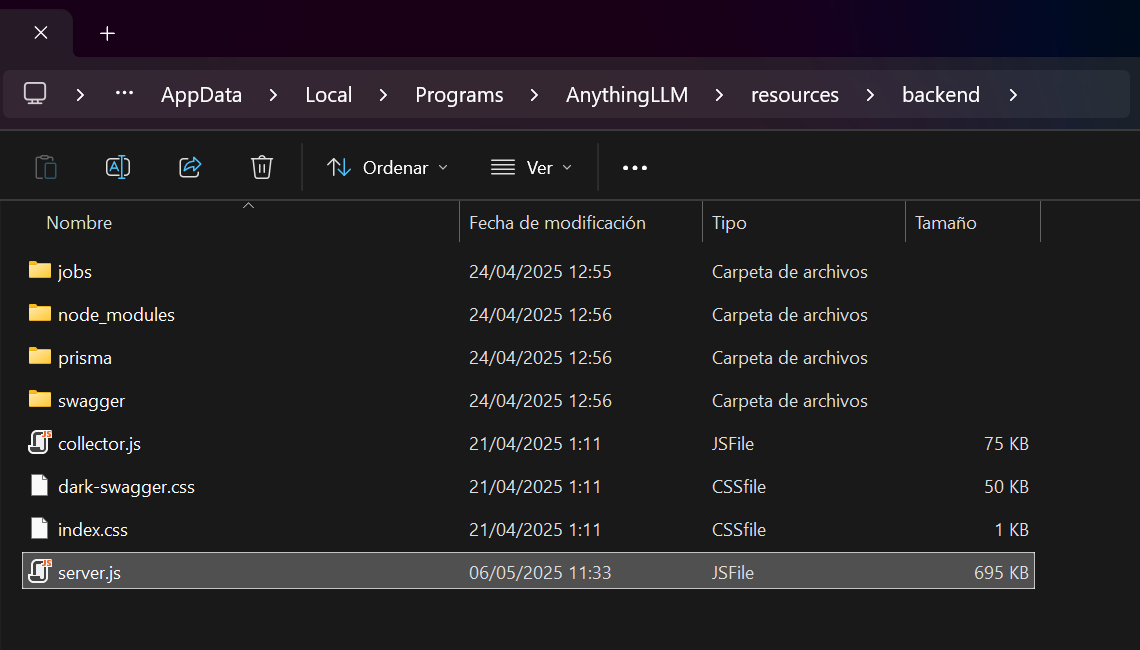 AppData > Local > Programs > AnythingLLM > resources > backend >
Ordenar Ver
Nombre Fecha de modificación Tipo Tamaño
jobs 24/04/2025 12:55 Carpeta de archivos
node_modules 24/04/2025 12:56 Carpeta de archivos
prisma 24/04/2025 12:56 Carpeta de archivos
swagger 24/04/2025 12:56 Carpeta de archivos
collector.js 21/04/2025 1:11 JSFile 75 KB
dark-swagger.css 21/04/2025 1:11 CSSfile 50 KB
index.css 21/04/2025 1:11 CSSfile 1 KB
server.js 06/05/2025 11:33 JSFile 695 KB